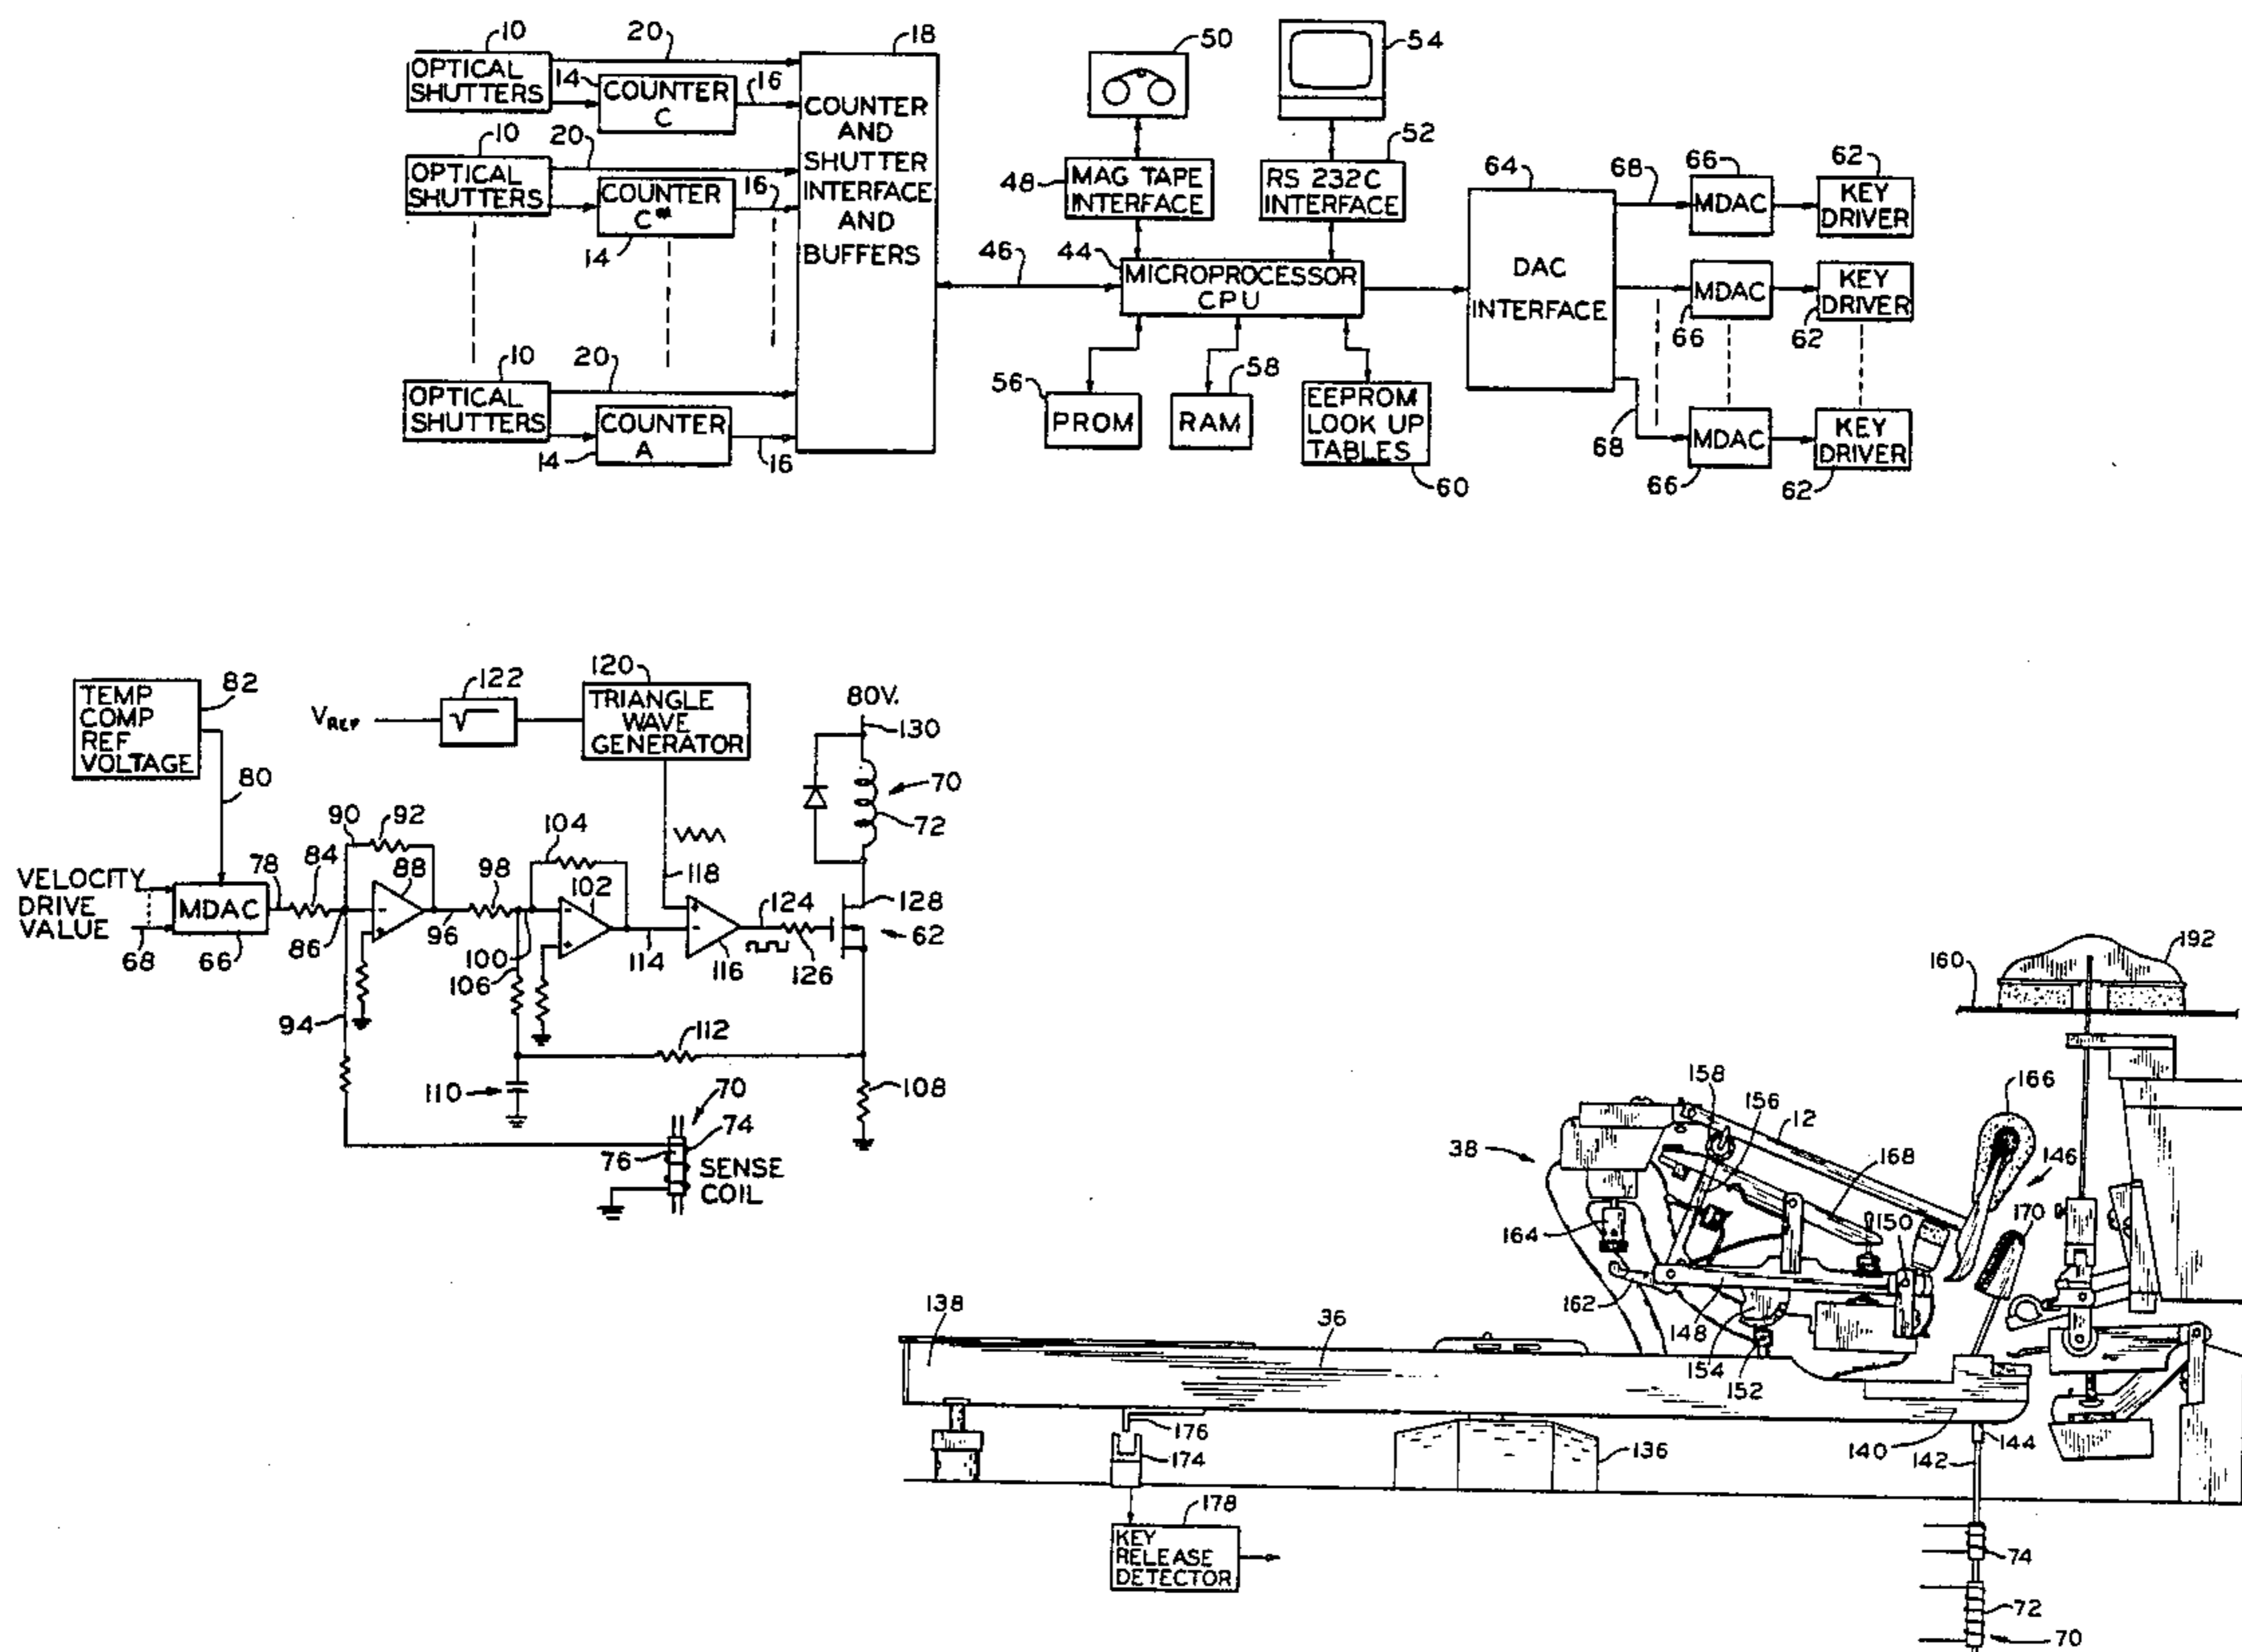 10
20
18
50
54
OPTICAL
SHUTTERS
14
COUNTER
C
16
10
20
OPTICAL
SHUTTERS
COUNTER
C#
16
14
10
20
OPTICAL
SHUTTERS
COUNTER
A
14
16
COUNTER
AND
SHUTTER
INTERFACE
AND
BUFFERS
48
MAG TAPE
INTERFACE
52
RS 232C
INTERFACE
46
44
MICROPROCESSOR
CPU
56
PROM
58
RAM
EEPROM
LOOK UP
TABLES
60
64
DAC
INTERFACE
68
66
MDAC
62
KEY
DRIVER
MDAC
66
KEY
DRIVER
62
68
MDAC
66
KEY
DRIVER
62
TEMP
COMP
REF
VOLTAGE
82
80
VREF
122
√
120
TRIANGLE
WAVE
GENERATOR
80V.
130
70
72
VELOCITY
DRIVE
VALUE
68
MDAC
66
78
84
86
90
92
88
94
96
98
100
106
104
102
114
118
116
124
126
128
62
112
110
108
70
74
76
SENSE
COIL
192
160
166
158
156
12
38
168
146
150
170
164
162
148
154
152
138
36
176
174
136
140
142
144
178
KEY
RELEASE
DETECTOR
74
72
70